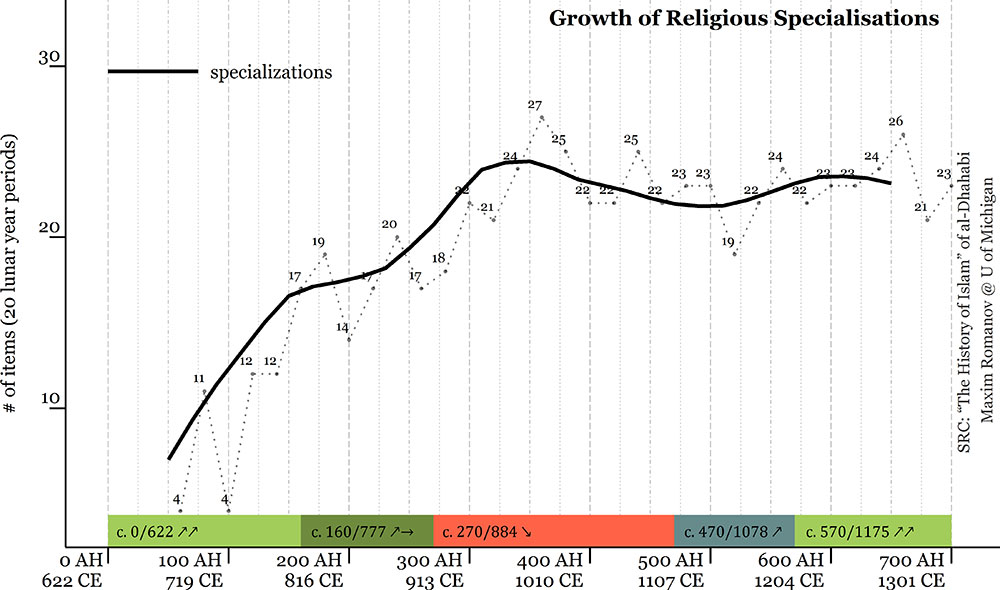 Growth of Religious Specialisations
specializations
# of items (20 lunar year periods)
30
20
10
4
11
4
12
12
17
19
14
17
20
17
18
22
21
24
27
25
22
22
25
22
23
23
19
22
24
22
23
23
24
26
21
23
c. 0/622 ↗↗
c. 160/777 ↗→
c. 270/884 ↘
c. 470/1078 ↗
c. 570/1175 ↗↗
0 AH
622 CE
100 AH
719 CE
200 AH
816 CE
300 AH
913 CE
400 AH
1010 CE
500 AH
1107 CE
600 AH
1204 CE
700 AH
1301 CE
SRC: “The History of Islam” of al-Dhahabi
Maxim Romanov @ U of Michigan